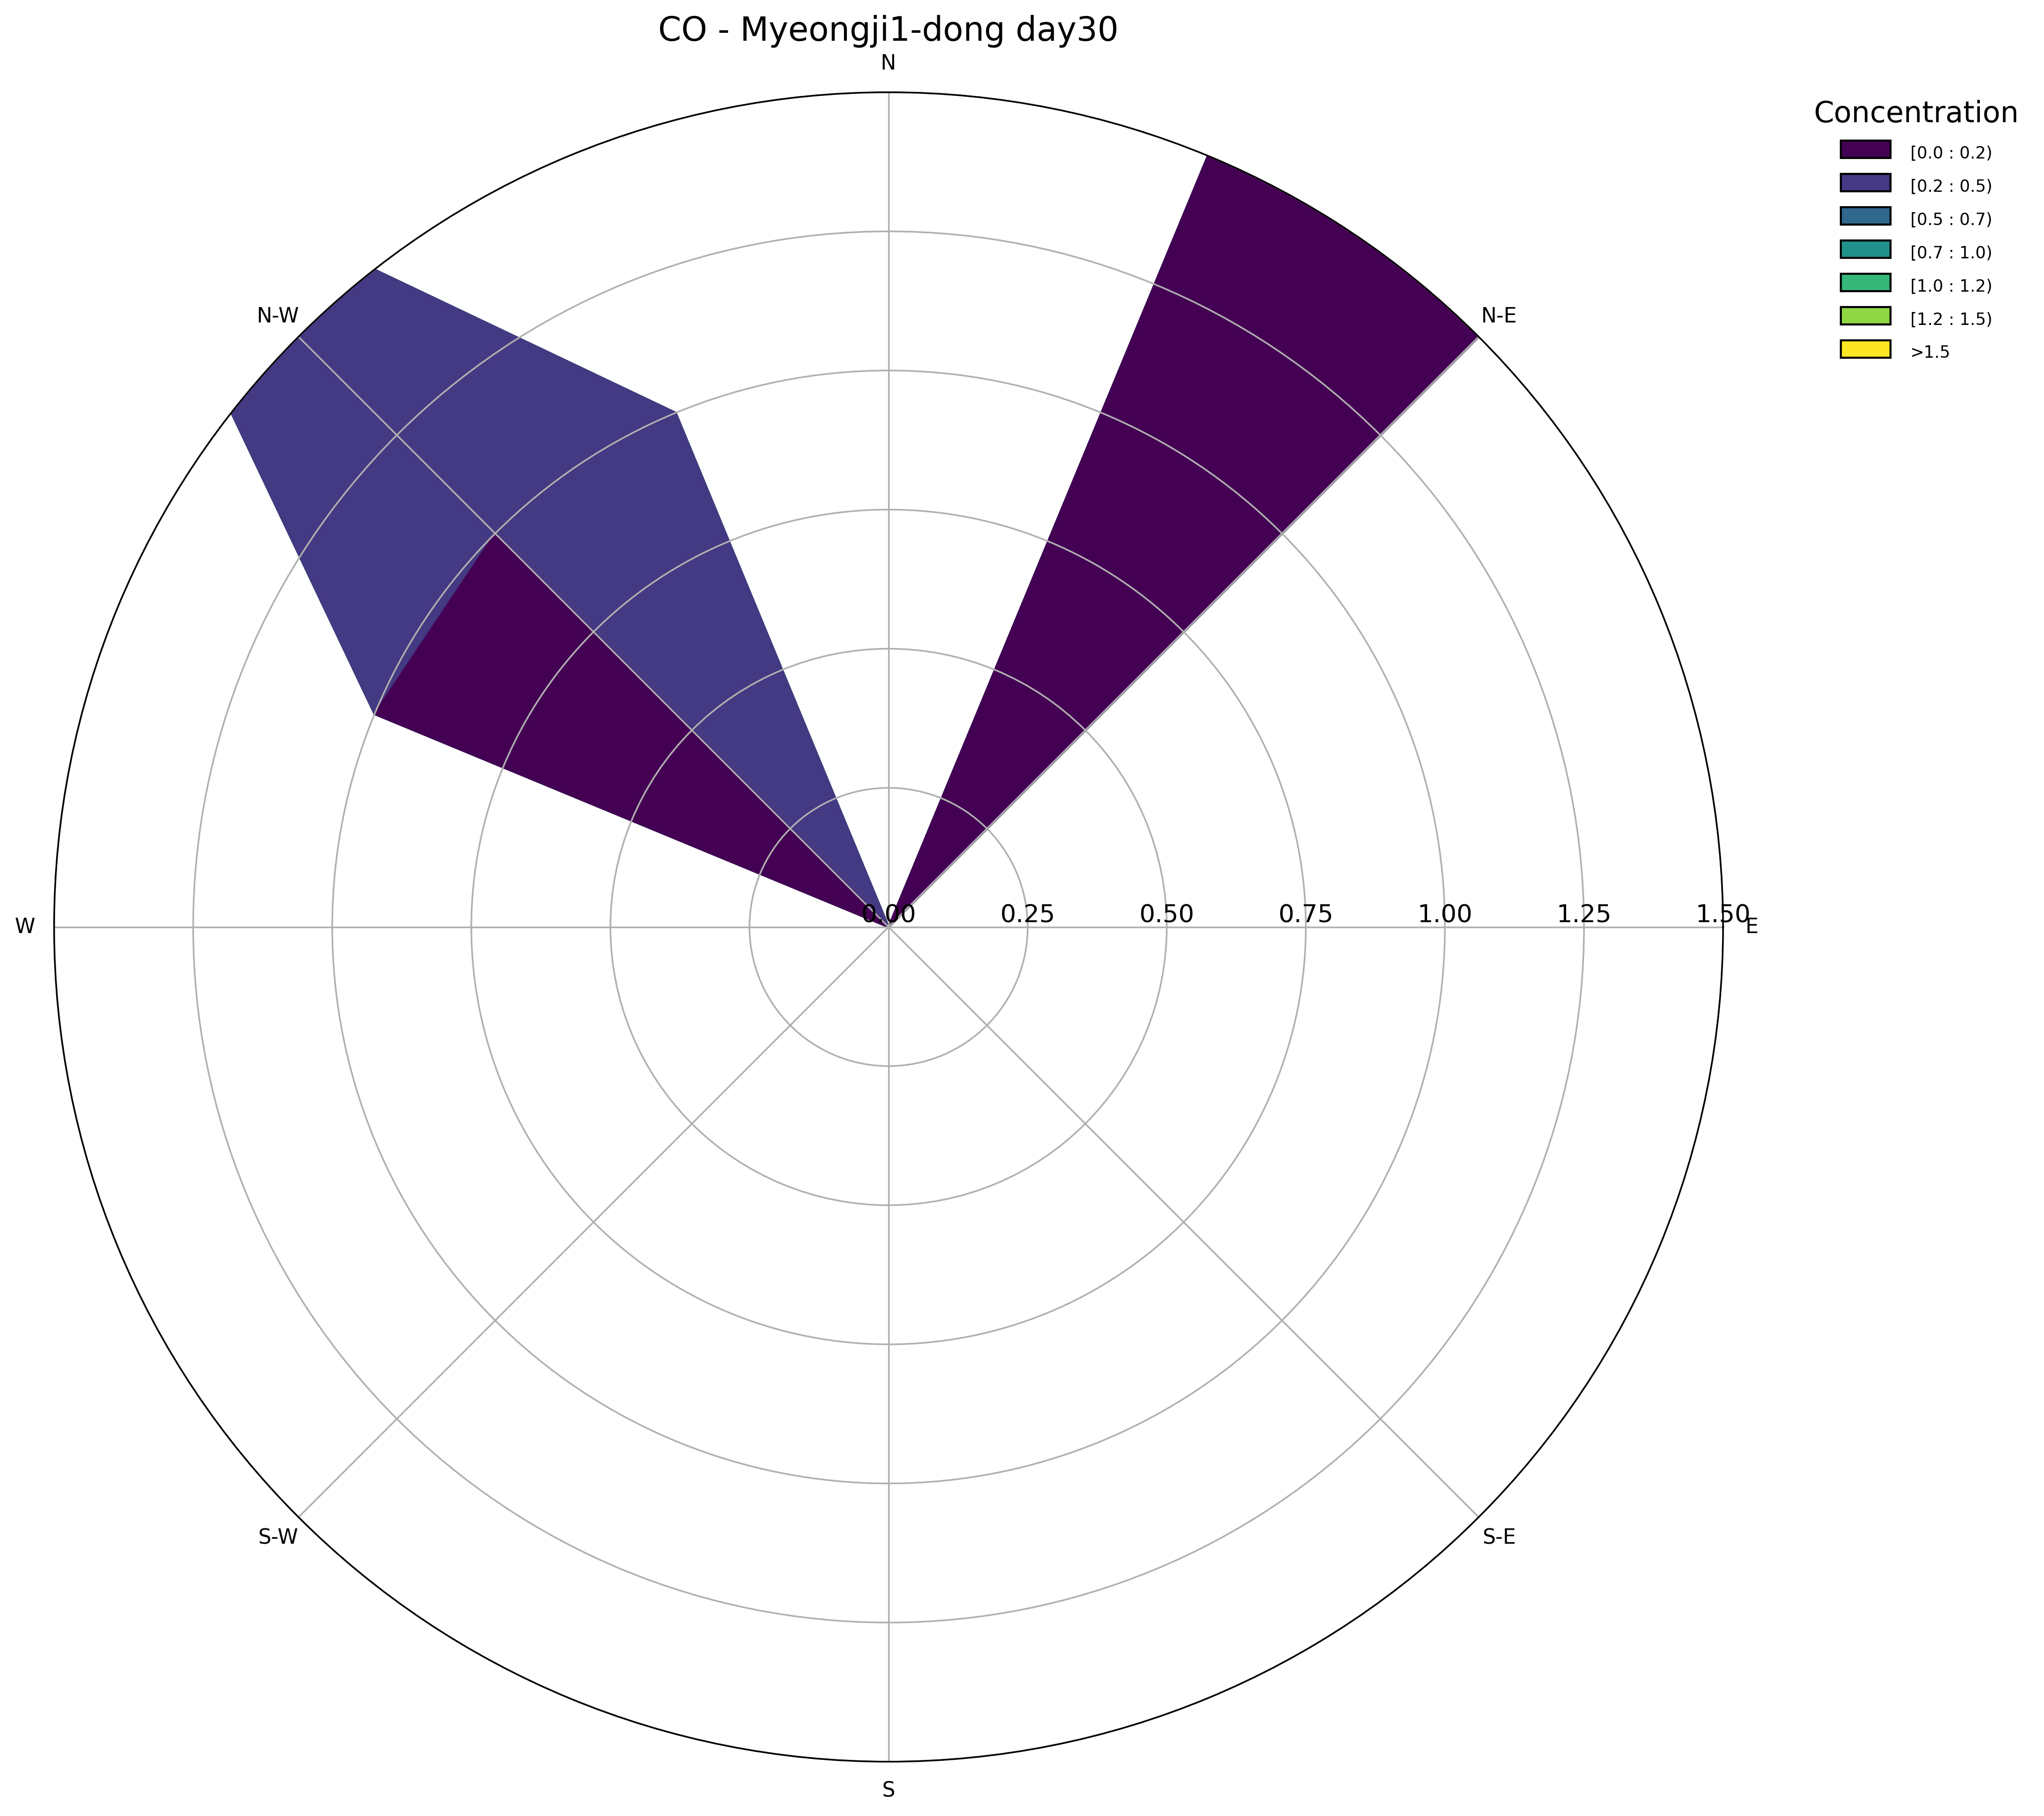 CO - Myeongji1-dong day30
N
Concentration
[0.0 : 0.2)
[0.2 : 0.5)
[0.5 : 0.7)
[0.7 : 1.0)
[1.0 : 1.2)
[1.2 : 1.5)
>1.5
N-W
N-E
0.00 0.25 0.50 0.75 1.00 1.25 1.50
W
E
S-W
S-E
S